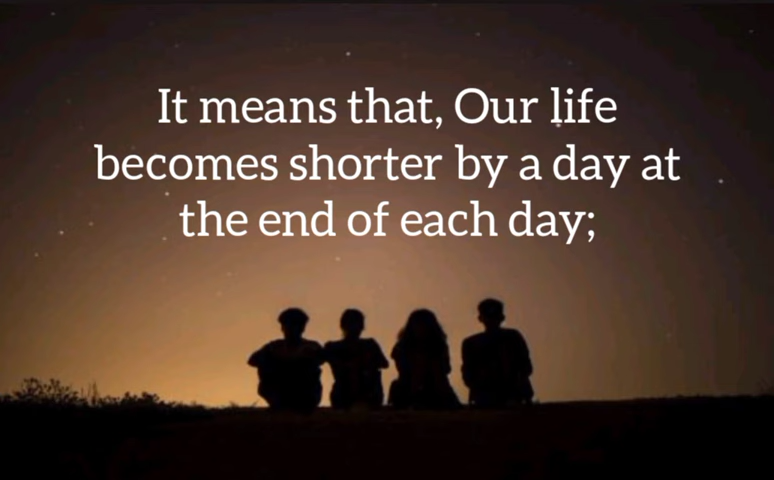 It means that, Our life
becomes shorter by a day at
the end of each day;